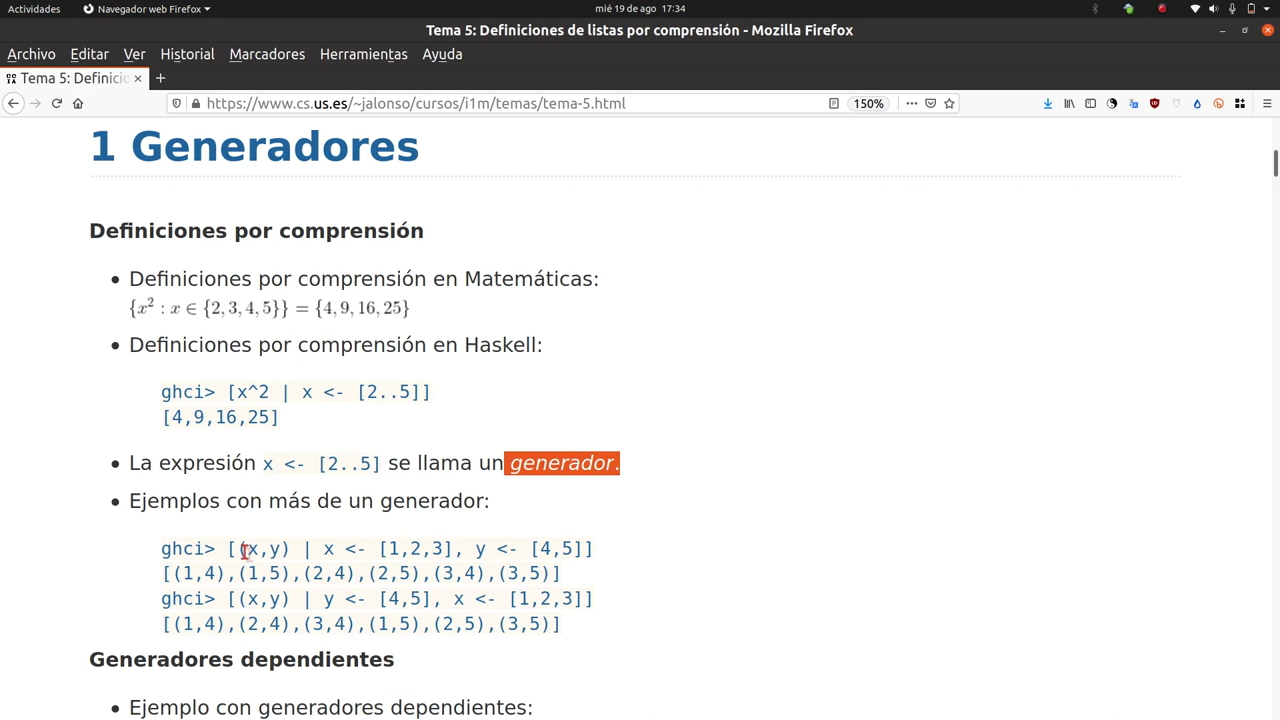 Actividades Navegador web Firefox mié 19 de ago 17:34
Tema 5: Definiciones de listas por comprensión - Mozilla Firefox
Archivo Editar Ver Historial Marcadores Herramientas Ayuda
Tema 5: Definicio
https://www.cs.us.es/~jalonso/cursos/i1m/temas/tema-5.html 150%
1 Generadores
Definiciones por comprensión
• Definiciones por comprensión en Matemáticas:
{x² : x ∈ {2, 3, 4, 5}} = {4, 9, 16, 25}
• Definiciones por comprensión en Haskell:
ghci> [x^2 | x <- [2..5]]
[4,9,16,25]
• La expresión x <- [2..5] se llama un generador.
• Ejemplos con más de un generador:
ghci> [(x,y) | x <- [1,2,3], y <- [4,5]]
[(1,4),(1,5),(2,4),(2,5),(3,4),(3,5)]
ghci> [(x,y) | y <- [4,5], x <- [1,2,3]]
[(1,4),(2,4),(3,4),(1,5),(2,5),(3,5)]
Generadores dependientes
• Ejemplo con generadores dependientes: